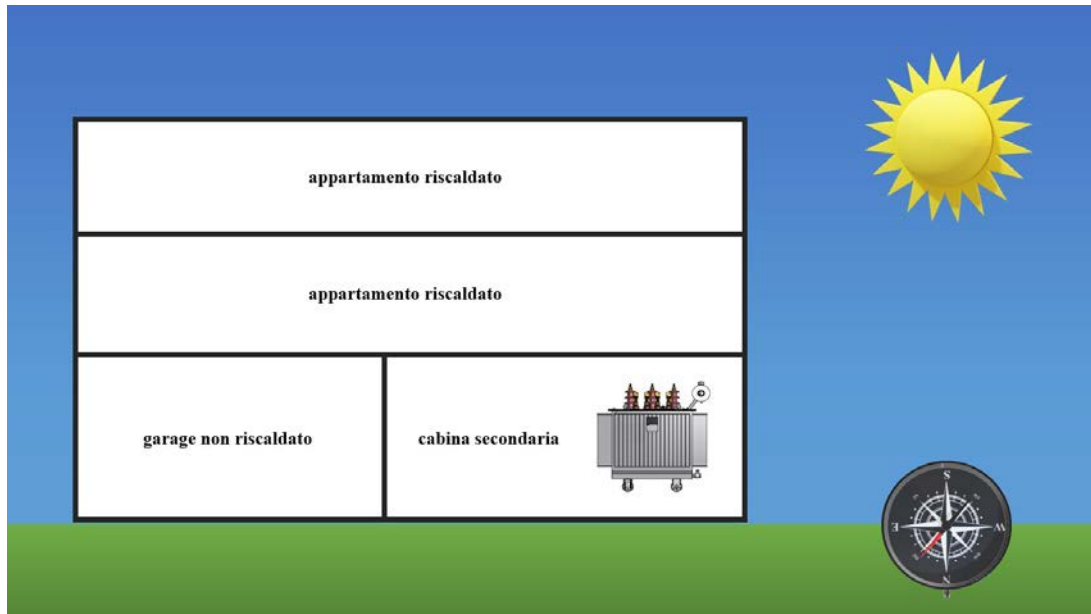 appartamento riscaldato
appartamento riscaldato
garage non riscaldato
cabina secondaria
S
E
W
N